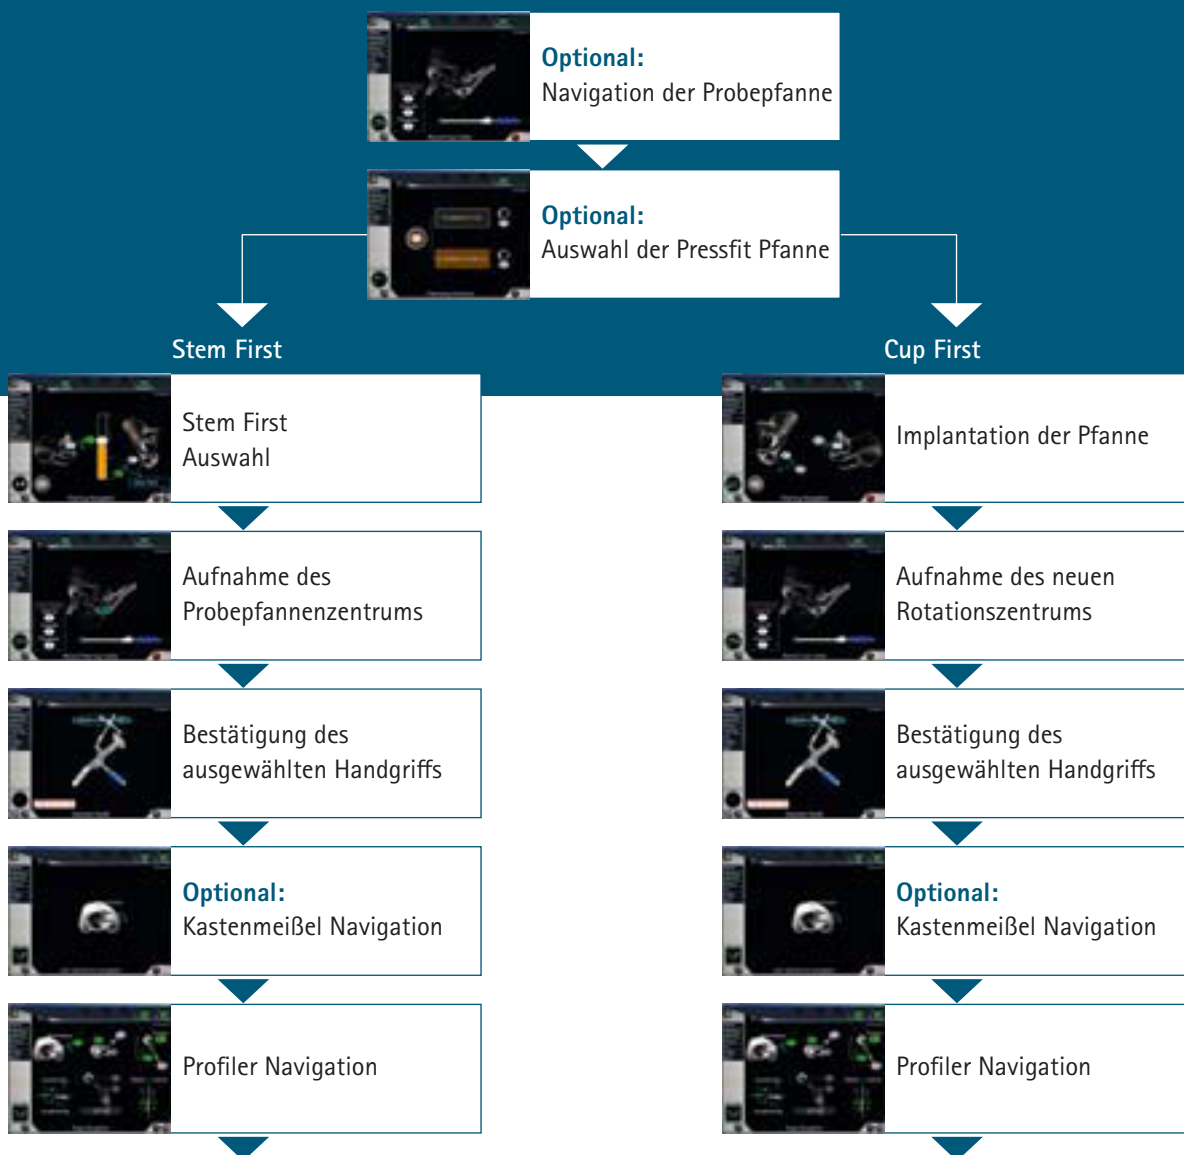 Optional:
Navigation der Probepfanne
Optional:
Auswahl der Pressfit Pfanne
Stem First
Stem First
Auswahl
Aufnahme des
Probepfannenzentrums
Bestätigung des
ausgewählten Handgriffs
Optional:
Kastenmeißel Navigation
Profiler Navigation
Cup First
Implantation der Pfanne
Aufnahme des neuen
Rotationszentrums
Bestätigung des
ausgewählten Handgriffs
Optional:
Kastenmeißel Navigation
Profiler Navigation